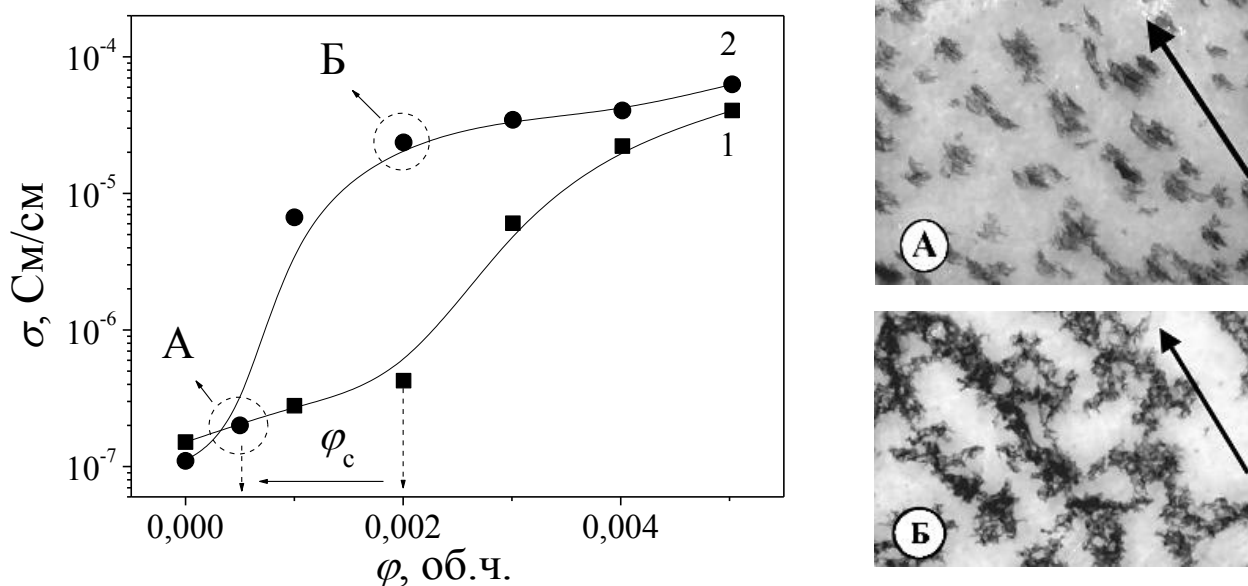 σ, См/см
10⁻⁴
10⁻⁵
10⁻⁶
10⁻⁷
2
Б
1
А
φc
0,000
0,002
0,004
φ, об.ч.
А
Б